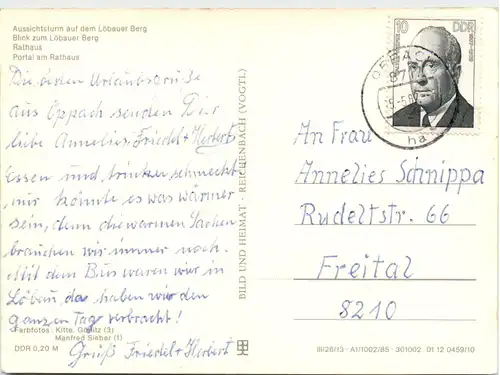 Aussichtsturm auf dem Löbauer Berg
Blick zum Löbauer Berg
Rathaus
Portal am Rathaus
Die besten Urlaubsgrüße
aus Oppach senden Dir
liebe Annelies, Friedel + Herbert
Essen und trinken schmeckt
nur könnte es was wärmer
sein, denn die warmen Sachen
brauchen wir immer noch.
Mit dem Bus waren wir in
Löbau, da haben wir den
ganzen Tag verbracht!
Gruß Friedel + Herbert
Farbfotos: Kitte, Görlitz (3)
Manfred Siebar (1)
DDR 0,20 M
BILD UND HEIMAT · REICHENBACH (VOGTL)
10
DDR
OPPACH
An Frau
Annelies Schnippa
Rudeltstr. 66
Freital
8210
III/26/13 · A1/1002/85 · 301002 01 12 0459/10